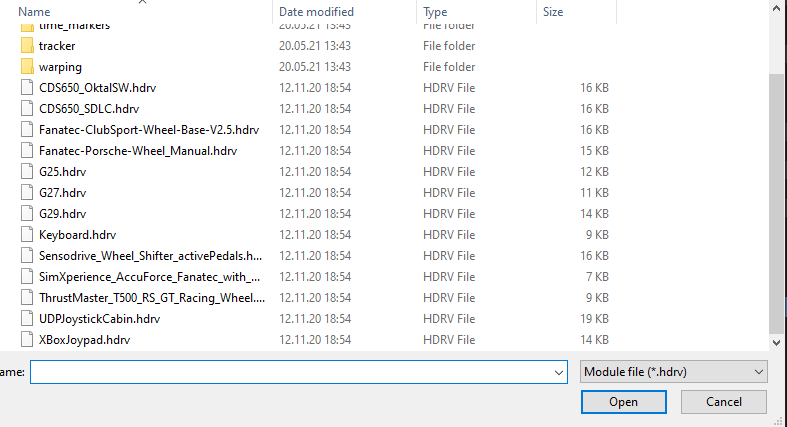 Name Date modified Type Size
time_markers 20.05.21 13:43 File folder
tracker 20.05.21 13:43 File folder
warping 20.05.21 13:43 File folder
CDS650_OktalSW.hdrv 12.11.20 18:54 HDRV File 16 KB
CDS650_SDLC.hdrv 12.11.20 18:54 HDRV File 16 KB
Fanatec-ClubSport-Wheel-Base-V2.5.hdrv 12.11.20 18:54 HDRV File 16 KB
Fanatec-Porsche-Wheel_Manual.hdrv 12.11.20 18:54 HDRV File 15 KB
G25.hdrv 12.11.20 18:54 HDRV File 12 KB
G27.hdrv 12.11.20 18:54 HDRV File 11 KB
G29.hdrv 12.11.20 18:54 HDRV File 14 KB
Keyboard.hdrv 12.11.20 18:54 HDRV File 9 KB
Sensodrive_Wheel_Shifter_activePedals.h... 12.11.20 18:54 HDRV File 16 KB
SimXperience_AccuForce_Fanatec_with_... 12.11.20 18:54 HDRV File 7 KB
ThrustMaster_T500_RS_GT_Racing_Wheel.... 12.11.20 18:54 HDRV File 9 KB
UDPJoystickCabin.hdrv 12.11.20 18:54 HDRV File 19 KB
XBoxJoypad.hdrv 12.11.20 18:54 HDRV File 14 KB
ame: Module file (*.hdrv)
Open Cancel